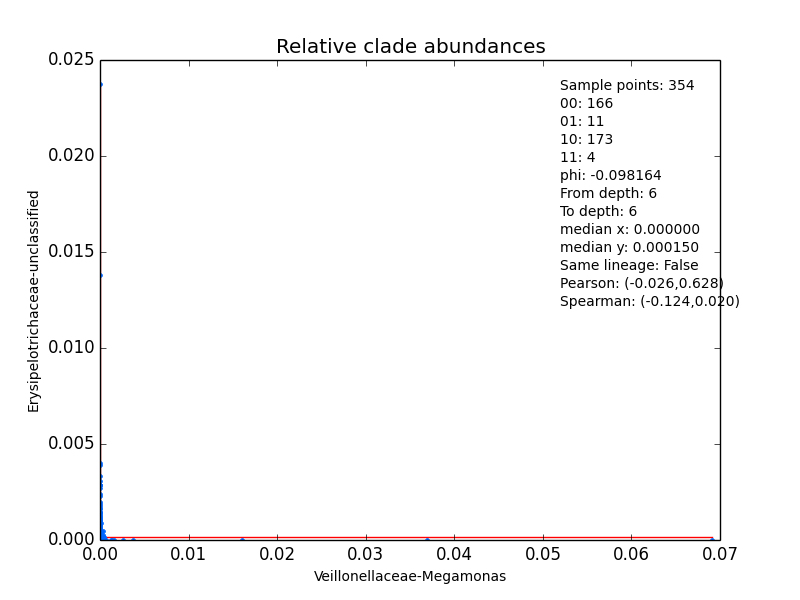 Relative clade abundances
0.025
0.020
0.015
0.010
0.005
0.000
Erysipelotrichaceae-unclassified
Sample points: 354
00: 166
01: 11
10: 173
11: 4
phi: -0.098164
From depth: 6
To depth: 6
median x: 0.000000
median y: 0.000150
Same lineage: False
Pearson: (-0.026,0.628)
Spearman: (-0.124,0.020)
0.00 0.01 0.02 0.03 0.04 0.05 0.06 0.07
Veillonellaceae-Megamonas